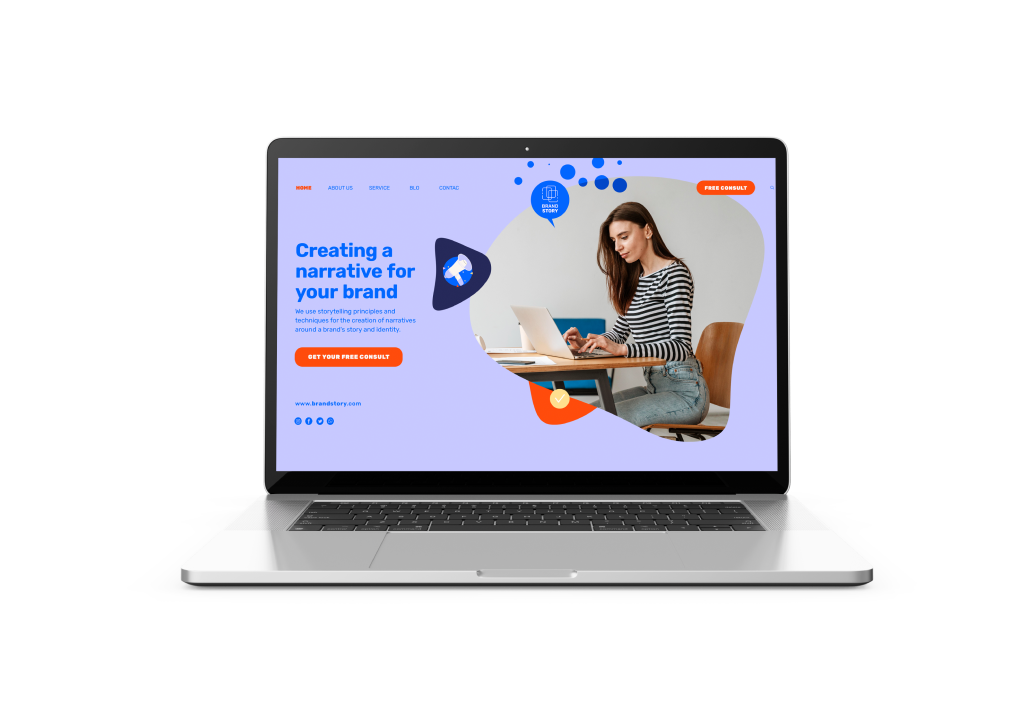 HOME ABOUT US SERVICE BLO CONTAC
FREE CONSULT
BRAND
STORY
Creating a
narrative for
your brand
We use storytelling principles and
techniques for the creation of narratives
around a brand's story and identity.
GET YOUR FREE CONSULT
www.brandstory.com